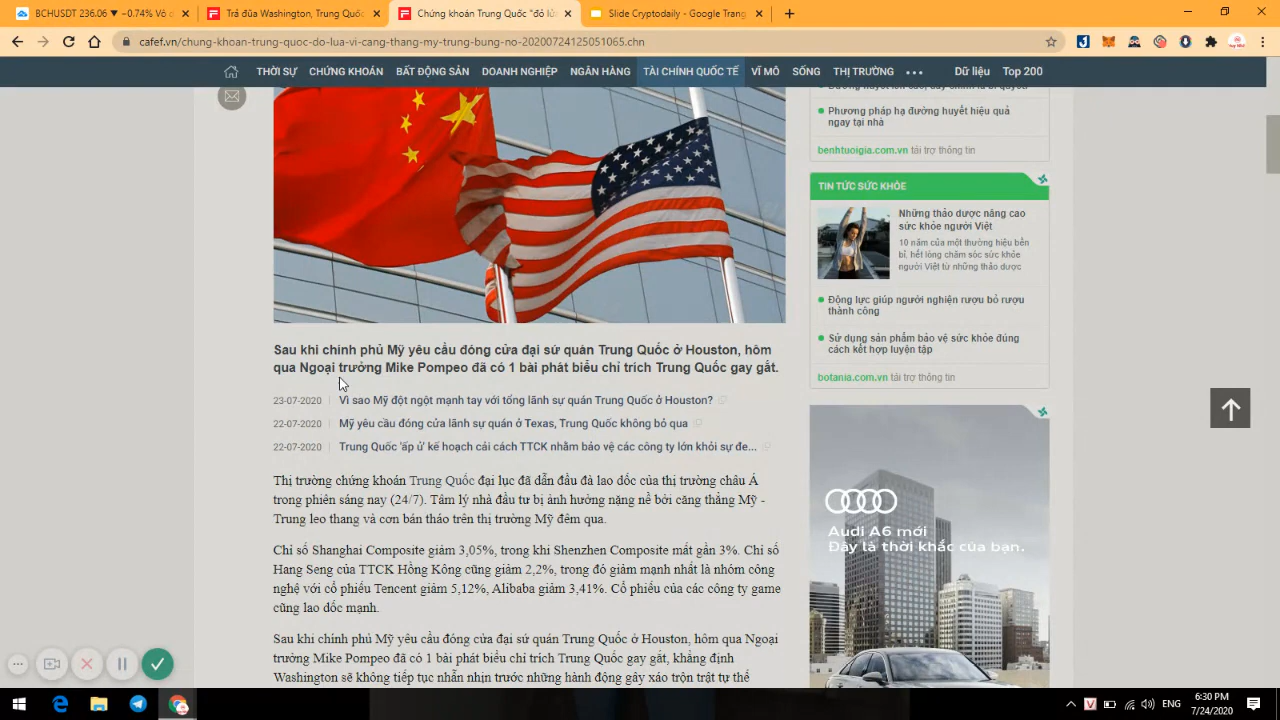 BCHUSDT 236.06 ▼ −0.74% Vô
Trả đũa Washington, Trung Quốc
Chứng khoán Trung Quốc "đỏ lử
Slide Cryptodaily - Google Trang
cafef.vn/chung-khoan-trung-quoc-do-lua-vi-cang-thang-my-trung-bung-no-20200724125051065.chn
THỜI SỰ CHỨNG KHOÁN BẤT ĐỘNG SẢN DOANH NGHIỆP NGÂN HÀNG TÀI CHÍNH QUỐC TẾ VĨ MÔ SỐNG THỊ TRƯỜNG ••• Dữ liệu Top 200
Phương pháp hạ đường huyết hiệu quả
ngay tại nhà
benhtuoigia.com.vn tài trợ thông tin
TIN TỨC SỨC KHỎE
Những thảo dược nâng cao
sức khỏe người Việt
10 năm của một thương hiệu bền
bỉ, hết lòng chăm sóc sức khỏe
người Việt từ những thảo dược
Động lực giúp người nghiện rượu bỏ rượu
thành công
Sử dụng sản phẩm bảo vệ sức khỏe đúng
cách kết hợp luyện tập
botania.com.vn tài trợ thông tin
Sau khi chính phủ Mỹ yêu cầu đóng cửa đại sứ quán Trung Quốc ở Houston, hôm
qua Ngoại trưởng Mike Pompeo đã có 1 bài phát biểu chỉ trích Trung Quốc gay gắt.
23-07-2020 Vì sao Mỹ đột ngột mạnh tay với tổng lãnh sự quán Trung Quốc ở Houston?
22-07-2020 Mỹ yêu cầu đóng cửa lãnh sự quán ở Texas, Trung Quốc không bỏ qua
22-07-2020 Trung Quốc 'ấp ủ' kế hoạch cải cách TTCK nhằm bảo vệ các công ty lớn khỏi sự đe...
Thị trường chứng khoán Trung Quốc đại lục đã dẫn đầu đà lao dốc của thị trường châu Á
trong phiên sáng nay (24/7). Tâm lý nhà đầu tư bị ảnh hưởng nặng nề bởi căng thẳng Mỹ -
Trung leo thang và cơn bán tháo trên thị trường Mỹ đêm qua.
Chỉ số Shanghai Composite giảm 3,05%, trong khi Shenzhen Composite mất gần 3%. Chỉ số
Hang Seng của TTCK Hồng Kông cũng giảm 2,2%, trong đó giảm mạnh nhất là nhóm công
nghệ với cổ phiếu Tencent giảm 5,12%, Alibaba giảm 3,41%. Cổ phiếu của các công ty game
cũng lao dốc mạnh.
Sau khi chính phủ Mỹ yêu cầu đóng cửa đại sứ quán Trung Quốc ở Houston, hôm qua Ngoại
trưởng Mike Pompeo đã có 1 bài phát biểu chỉ trích Trung Quốc gay gắt, khẳng định
Washington sẽ không tiếp tục nhẫn nhịn trước những hành động gây xáo trộn trật tự thế
Audi A6 mới
Đây là thời khắc của bạn.
ENG
6:30 PM
7/24/2020